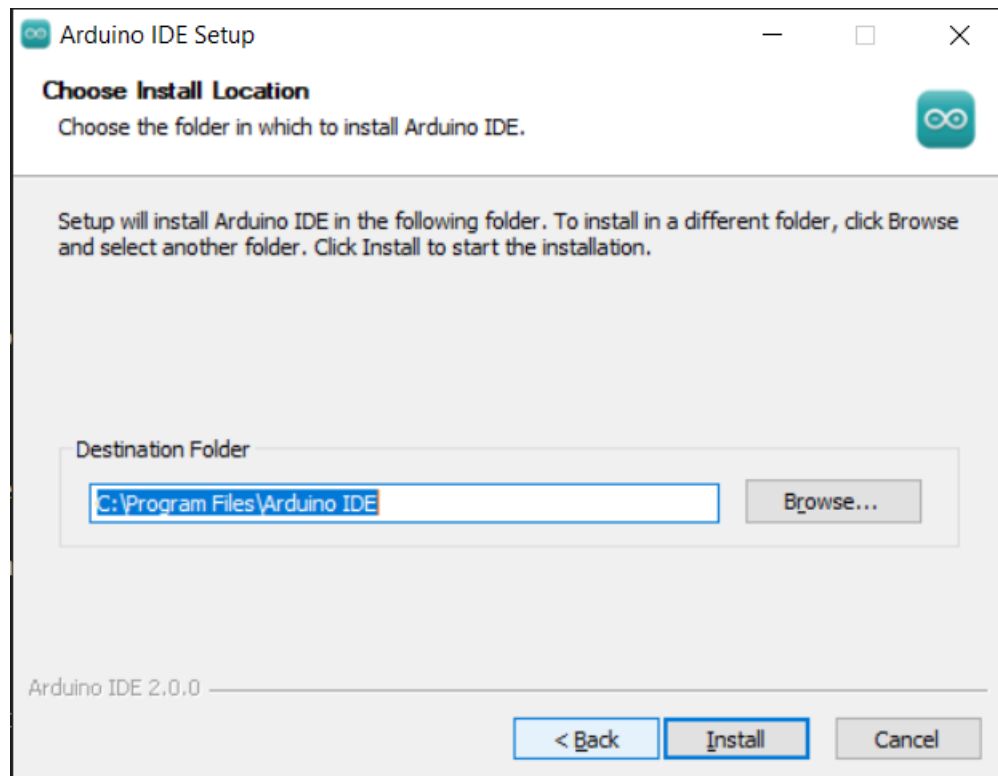 Arduino IDE Setup
Choose Install Location
Choose the folder in which to install Arduino IDE.
Setup will install Arduino IDE in the following folder. To install in a different folder, click Browse
and select another folder. Click Install to start the installation.
Destination Folder
C:\Program Files\Arduino IDE
Browse...
Arduino IDE 2.0.0
< Back
Install
Cancel